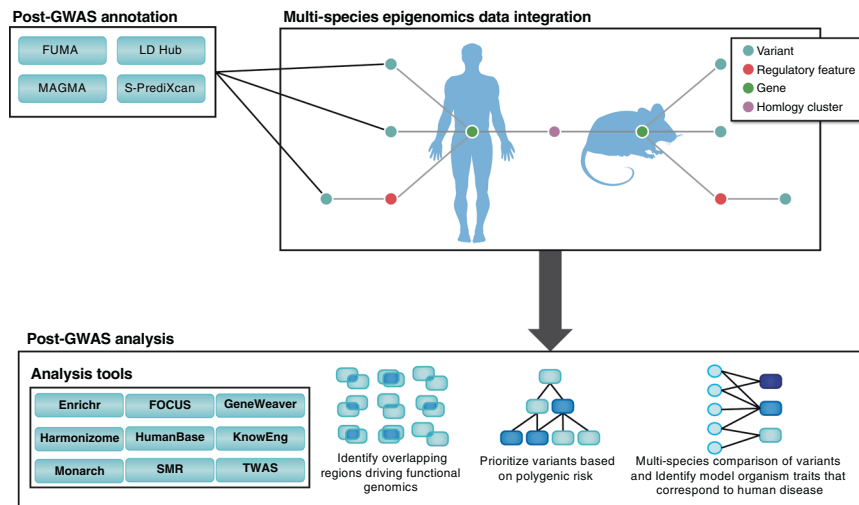 Post-GWAS annotation
FUMA
LD Hub
MAGMA
S-PrediXcan
Multi-species epigenomics data integration
Variant
Regulatory feature
Gene
Homology cluster
Post-GWAS analysis
Analysis tools
Enrichr
FOCUS
GeneWeaver
Harmonizome
HumanBase
KnowEng
Monarch
SMR
TWAS
Identify overlapping
regions driving functional
genomics
Prioritize variants based
on polygenic risk
Multi-species comparison of variants
and Identify model organism traits that
correspond to human disease